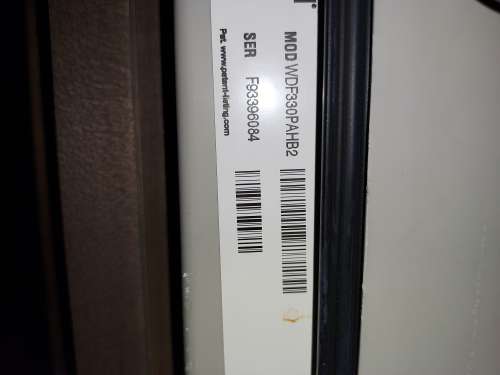 MOD WDF330PAHB2
SER F93396084
Pat. www.patent-listing.com